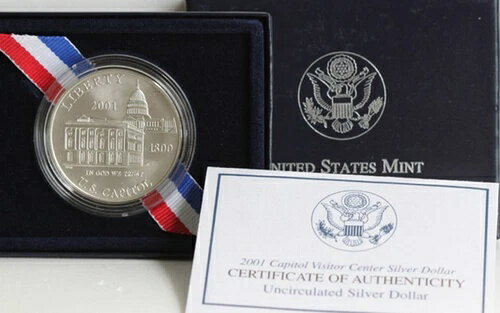 LIBERTY
2001
1800
IN GOD WE TRUST
U.S. CAPITOL
UNITED STATES MINT
2001 Capitol Visitor Center Silver Dollar
CERTIFICATE OF AUTHENTICITY
Uncirculated Silver Dollar